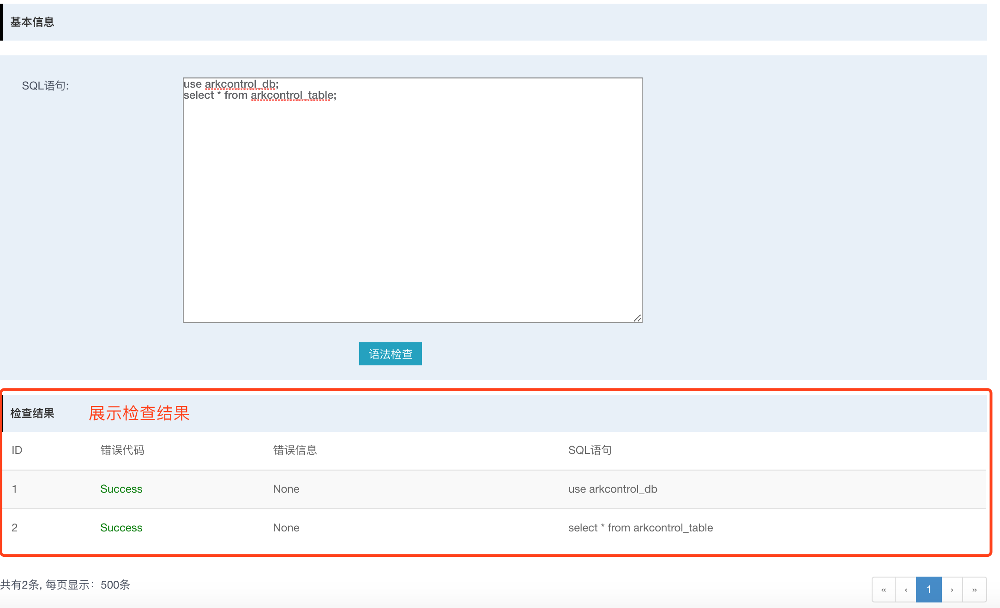 基本信息
SQL语句:
use arkcontrol_db;
select * from arkcontrol_table;
语法检查
检查结果 展示检查结果
ID 错误代码 错误信息 SQL语句
1 Success None use arkcontrol_db
2 Success None select * from arkcontrol_table
共有2条, 每页显示：500条 « ‹ 1 › »